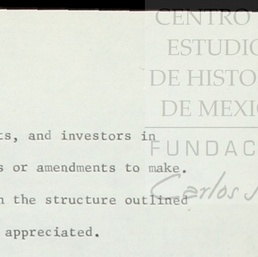 CENTRO
ESTUDIO
DE HISTO
DE MEXIC
FUNDAC
Carlos
ts, and investors in
s or amendments to make.
n the structure outlined
appreciated.